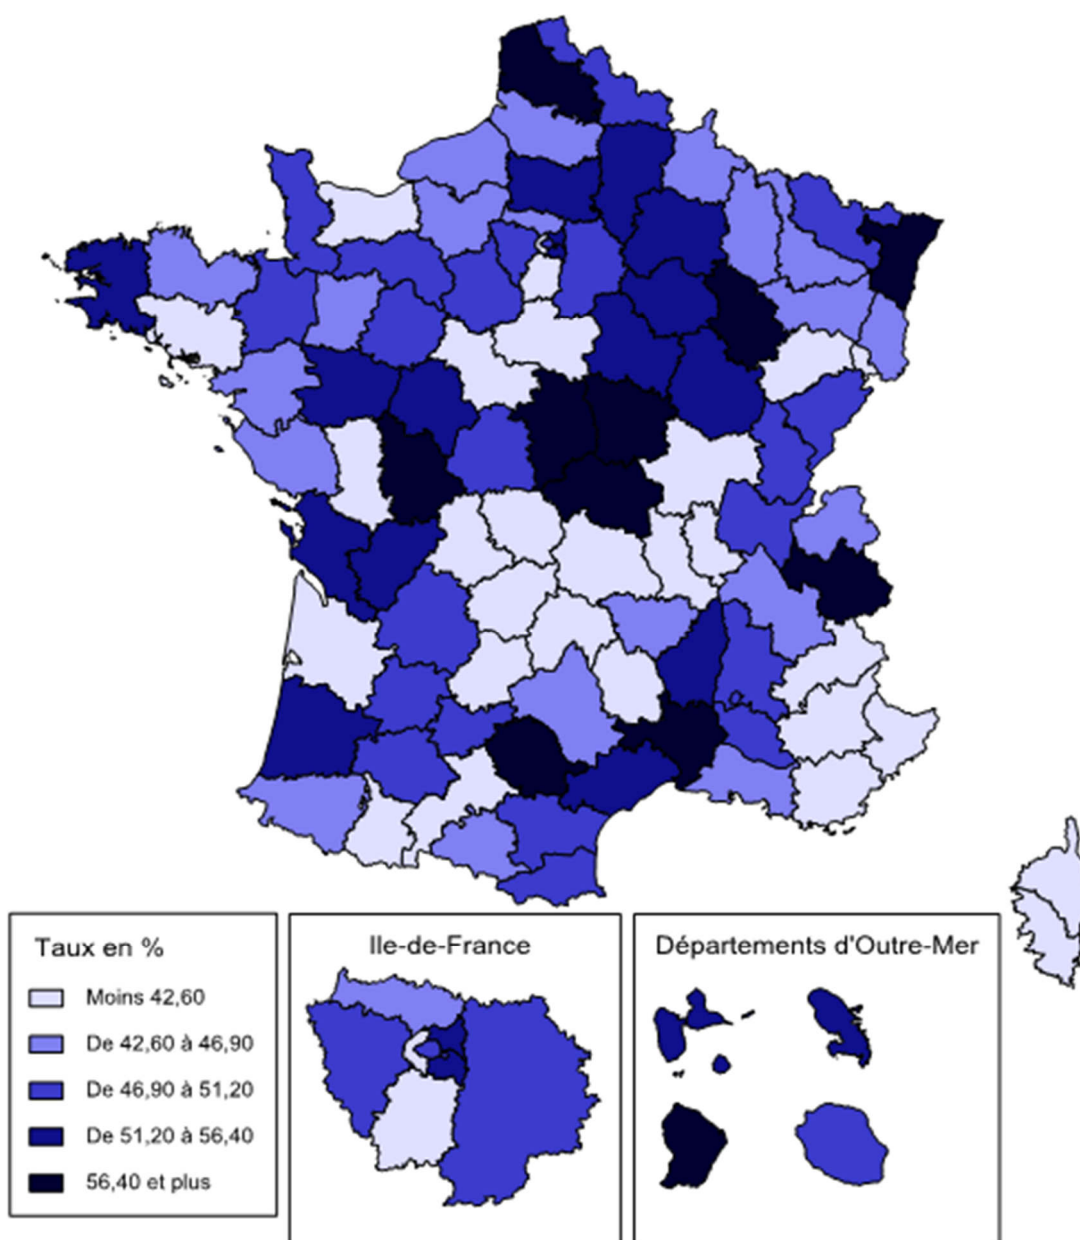 Taux en %
Moins 42,60
De 42,60 à 46,90
De 46,90 à 51,20
De 51,20 à 56,40
56,40 et plus
Ile-de-France
Départements d'Outre-Mer